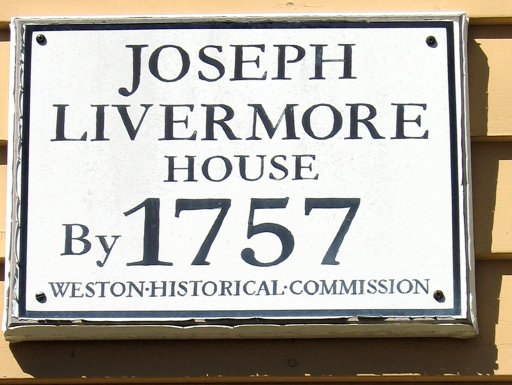 JOSEPH
LIVERMORE
HOUSE
By 1757
WESTON·HISTORICAL·COMMISSION